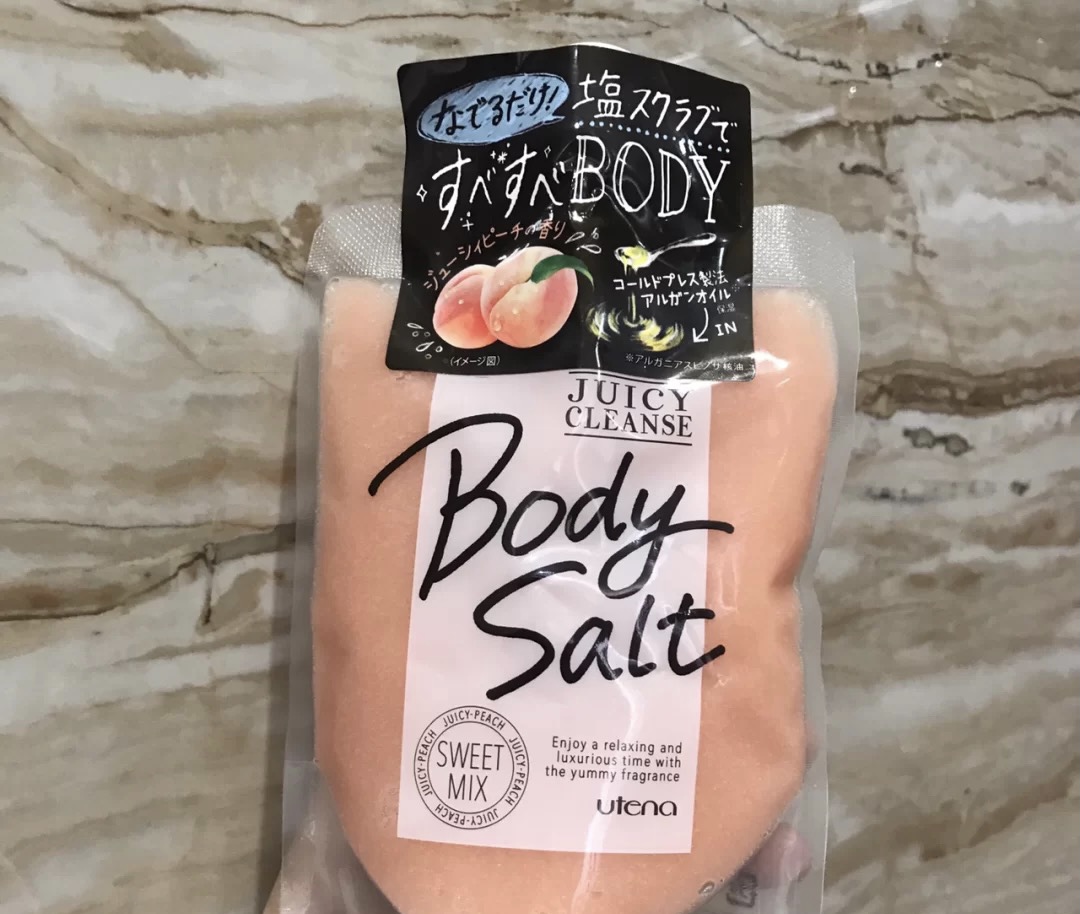 なでるだけ!
塩スクラブで
すべすべBODY
ジューシィピーチの香り
コールドプレス製法
アルガンオイル
保湿
IN
(イメージ図)
※アルガニアスピノサ核油
JUICY
CLEANSE
Body
Salt
JUICY-PEACH JUICY-PEACH JUICY-PEACH JUICY-PEACH
SWEET
MIX
Enjoy a relaxing and
luxurious time with
the yummy fragrance
utena